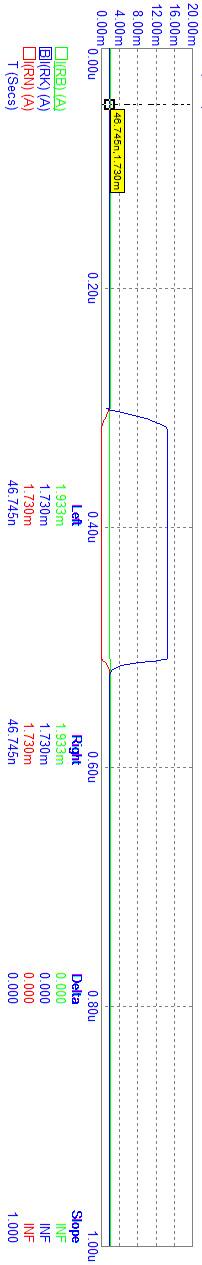 20.00m
16.00m
12.00m
8.00m
4.00m
0.00m
46.745n,1.730m
0.00u 0.20u 0.40u 0.60u 0.80u 1.00u
Left Right Delta Slope
I(RB) (A) 1.933m 1.933m 0.000 INF
B I(RK) (A) 1.730m 1.730m 0.000 INF
I(RN) (A) 1.730m 1.730m 0.000 INF
T (Secs) 46.745n 46.745n 0.000 1.000